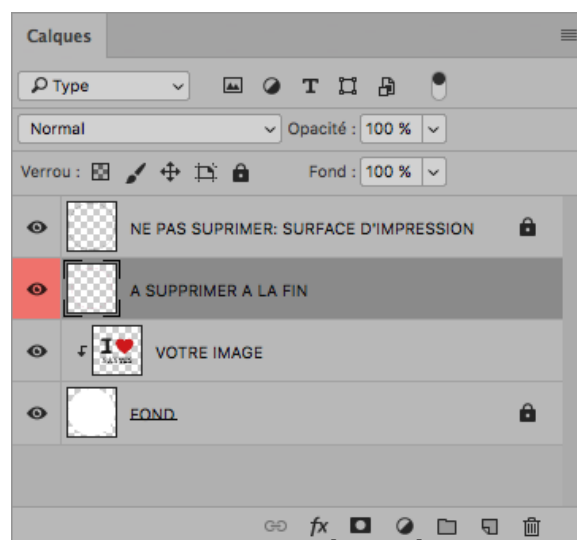 Calques
Type
Normal Opacité : 100 %
Verrou : Fond : 100 %
NE PAS SUPRIMER: SURFACE D'IMPRESSION
A SUPPRIMER A LA FIN
I
VOTRE IMAGE
FOND
fx